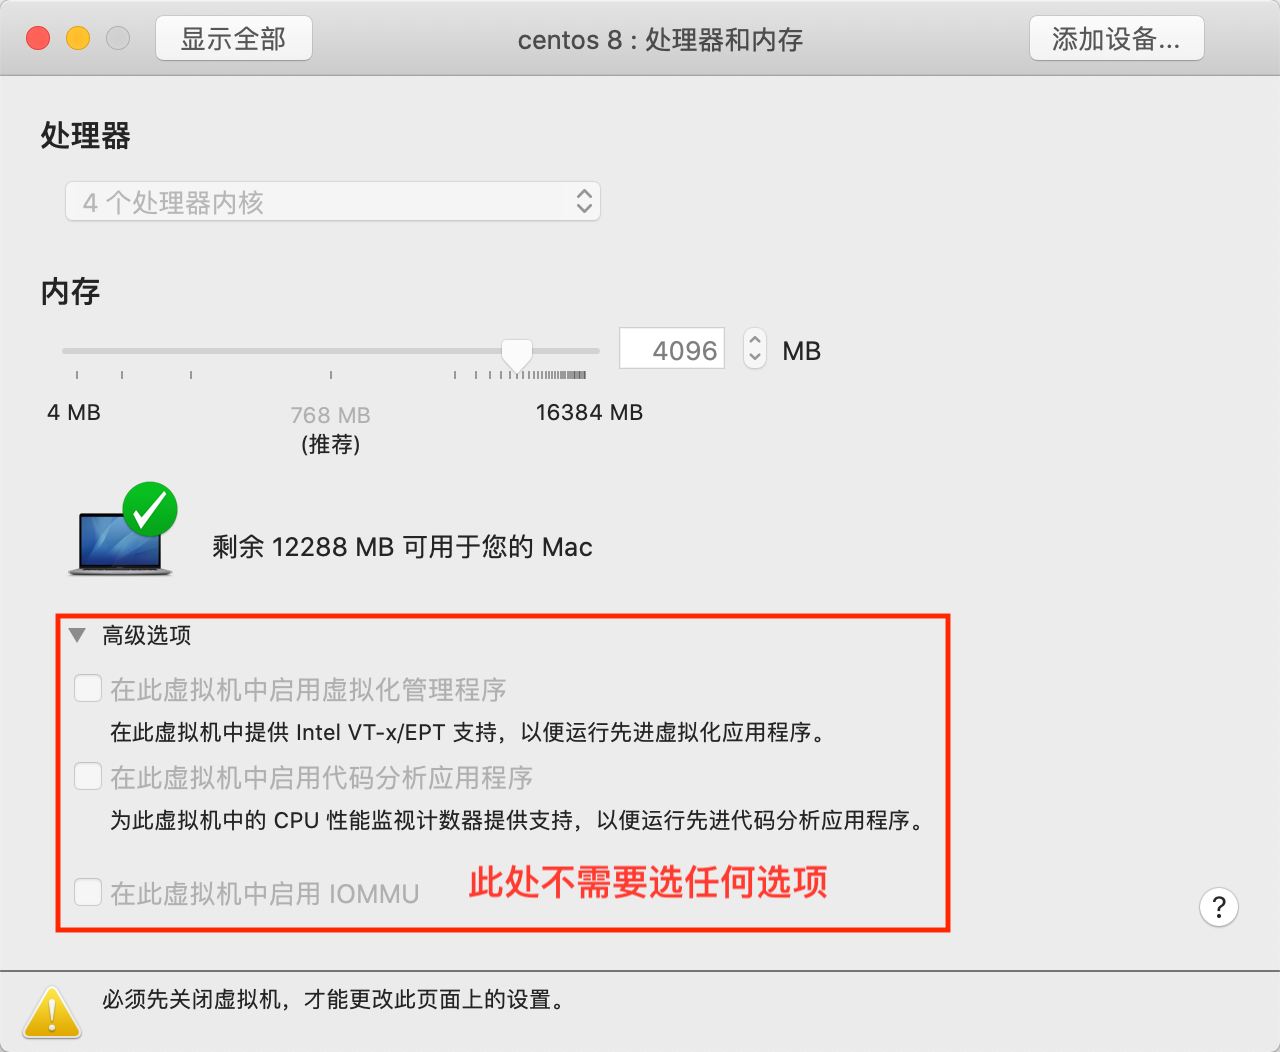 显示全部
centos 8 : 处理器和内存
添加设备...
处理器
4 个处理器内核
内存
4096
MB
4 MB
768 MB
(推荐)
16384 MB
剩余 12288 MB 可用于您的 Mac
高级选项
在此虚拟机中启用虚拟化管理程序
在此虚拟机中提供 Intel VT-x/EPT 支持，以便运行先进虚拟化应用程序。
在此虚拟机中启用代码分析应用程序
为此虚拟机中的 CPU 性能监视计数器提供支持，以便运行先进代码分析应用程序。
在此虚拟机中启用 IOMMU
此处不需要选任何选项
?
必须先关闭虚拟机，才能更改此页面上的设置。